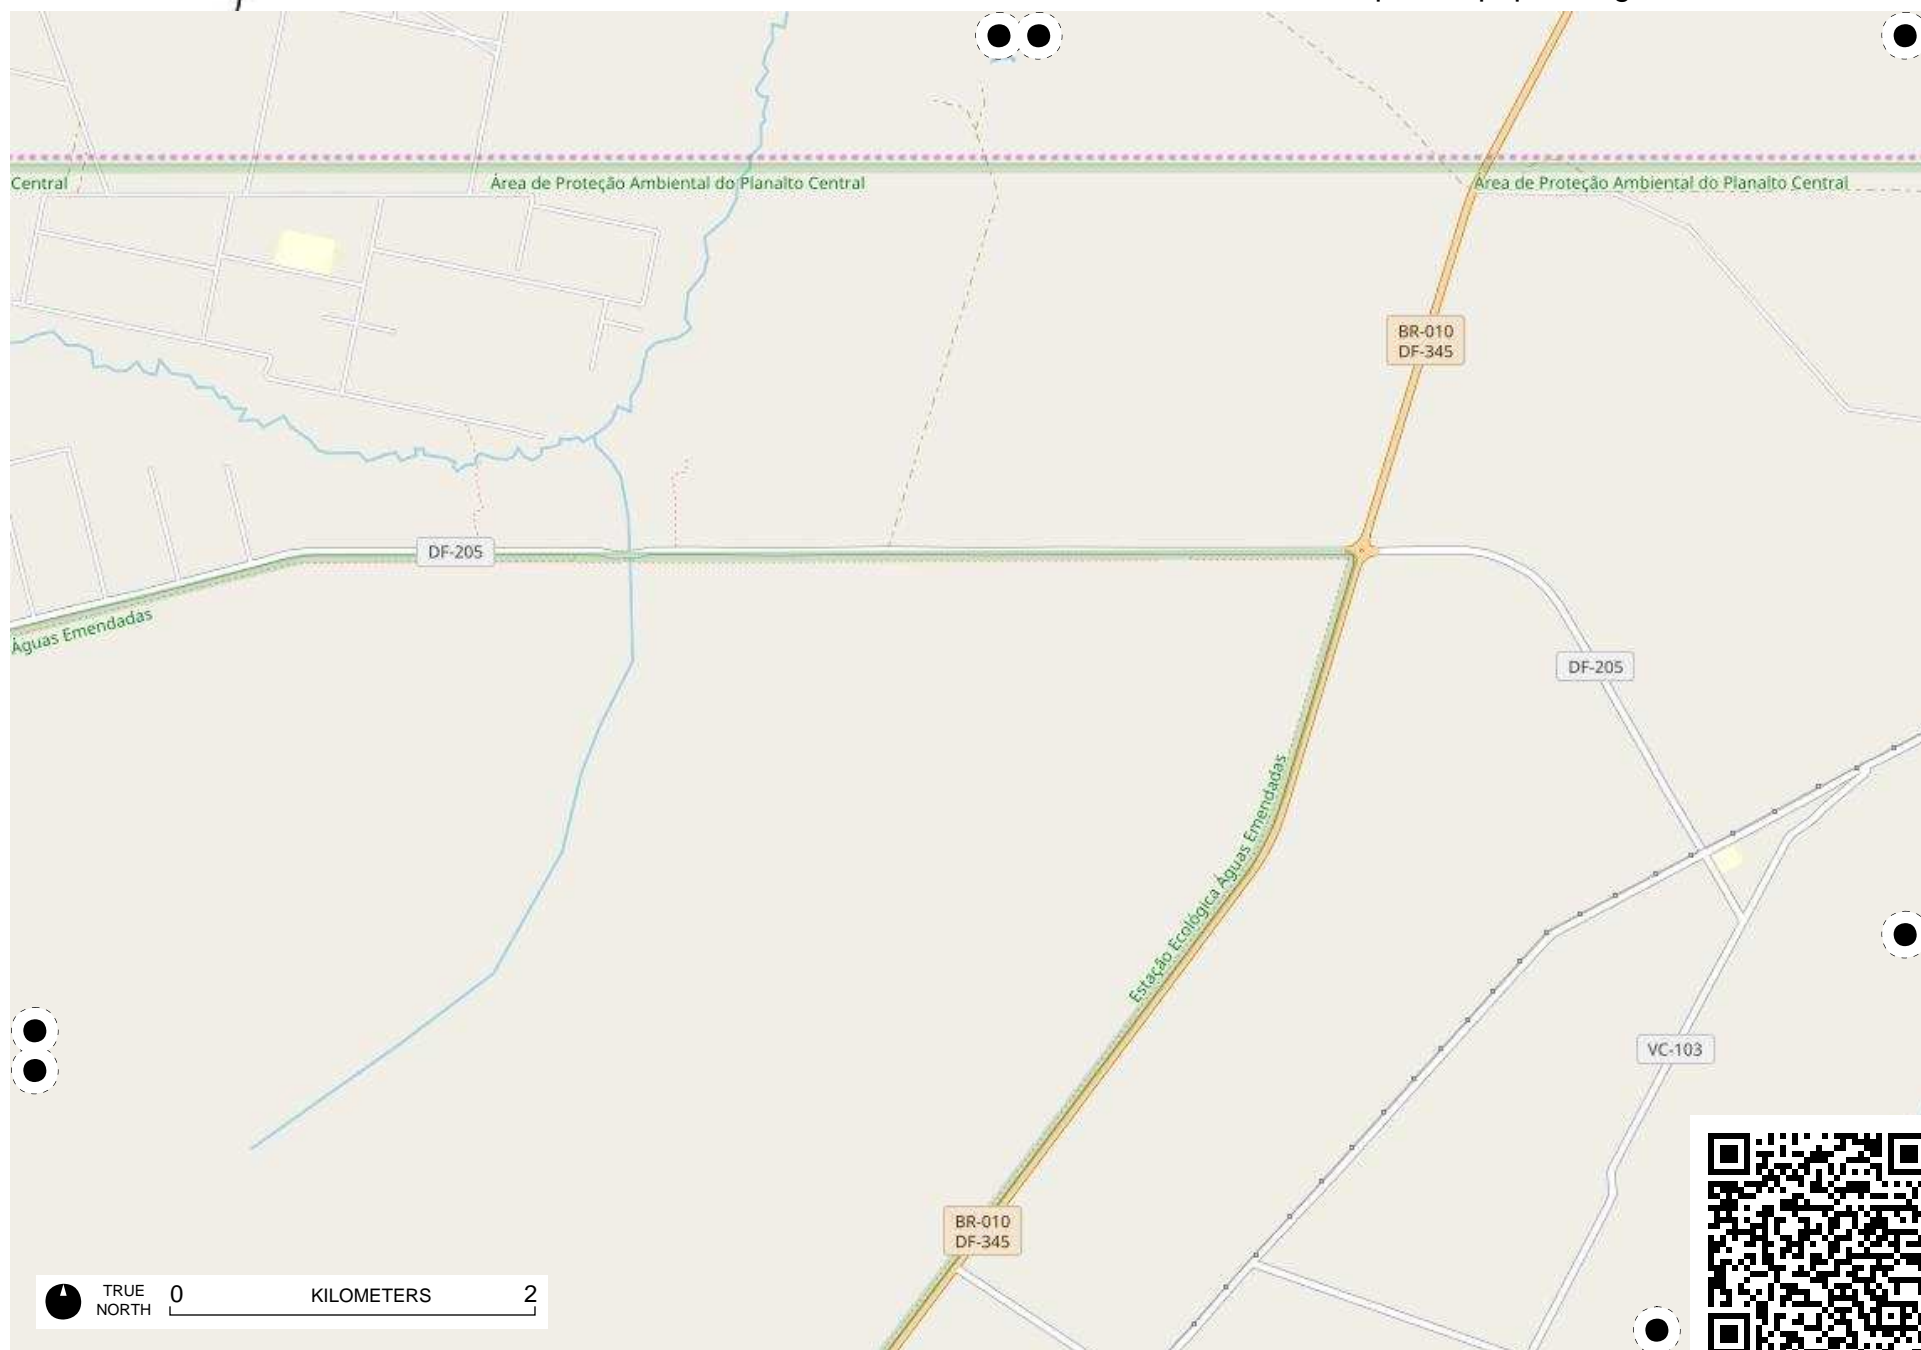 Central
Área de Proteção Ambiental do Planalto Central
Área de Proteção Ambiental do Planalto Central
BR-010
DF-345
DF-205
Águas Emendadas
DF-205
Estação Ecológica Águas Emendadas
VC-103
BR-010
DF-345
TRUE
NORTH
0 KILOMETERS 2